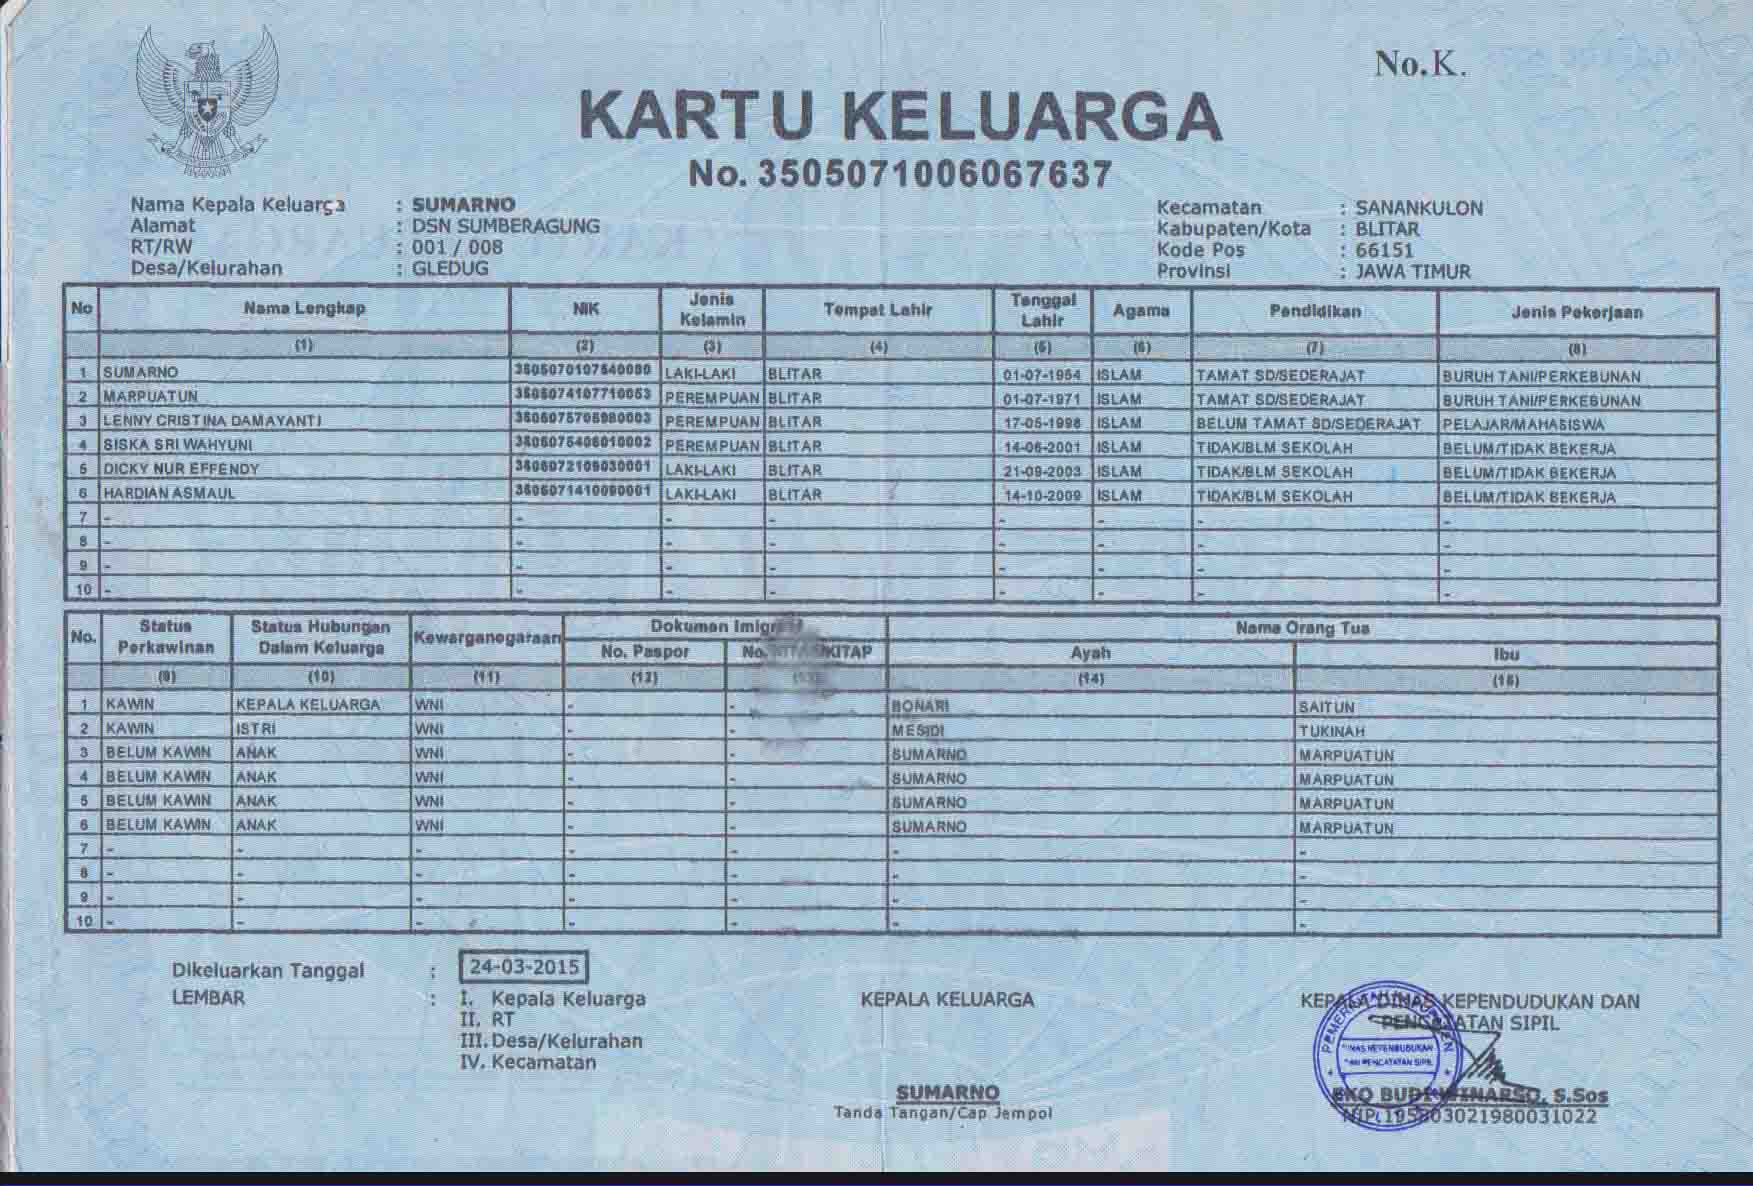 No.K.
KARTU KELUARGA
No. 3505071006067637
Nama Kepala Keluarga : SUMARNO
Alamat : DSN SUMBERAGUNG
RT/RW : 001 / 008
Desa/Kelurahan : GLEDUG
Kecamatan : SANANKULON
Kabupaten/Kota : BLITAR
Kode Pos : 66151
Provinsi : JAWA TIMUR
No Nama Lengkap NIK Jenis Kelamin Tempat Lahir Tanggal Lahir Agama Pendidikan Jenis Pekerjaan
(1) (2) (3) (4) (5) (6) (7) (8)
1 SUMARNO LAKI-LAKI BLITAR 01-07-1954 ISLAM TAMAT SD/SEDERAJAT BURUH TANI/PERKEBUNAN
2 MARPUATUN 3505074107710053 PEREMPUAN BLITAR 01-07-1971 ISLAM TAMAT SD/SEDERAJAT BURUH TANI/PERKEBUNAN
3 LENNY CRISTINA DAMAYANTI PEREMPUAN BLITAR 17-05-1998 ISLAM BELUM TAMAT SD/SEDERAJAT PELAJAR/MAHASISWA
4 SISKA SRI WAHYUNI PEREMPUAN BLITAR 14-06-2001 ISLAM TIDAK/BLM SEKOLAH BELUM/TIDAK BEKERJA
5 DICKY NUR EFFENDY 3505072109030001 LAKI-LAKI BLITAR 21-09-2003 ISLAM TIDAK/BLM SEKOLAH BELUM/TIDAK BEKERJA
6 HARDIAN ASMAUL 3505071410090001 LAKI-LAKI BLITAR 14-10-2009 ISLAM TIDAK/BLM SEKOLAH BELUM/TIDAK BEKERJA
7 - - - - - - - -
8 - - - - - - - -
9 - - - - - - - -
10 - - - - - - - -
No. Status Perkawinan Status Hubungan Dalam Keluarga Kewarganegaraan Dokumen Imigrasi Nama Orang Tua
No. Paspor No. KITAS/KITAP Ayah Ibu
(9) (10) (11) (12) (13) (14) (15)
1 KAWIN KEPALA KELUARGA WNI - - BONARI SAITUN
2 KAWIN ISTRI WNI - - MESIDI TUKINAH
3 BELUM KAWIN ANAK WNI - - SUMARNO MARPUATUN
4 BELUM KAWIN ANAK WNI - - SUMARNO MARPUATUN
5 BELUM KAWIN ANAK WNI - - SUMARNO MARPUATUN
6 BELUM KAWIN ANAK WNI - - SUMARNO MARPUATUN
7 - - - - - - -
8 - - - - - - -
9 - - - - - - -
10 - - - - - - -
Dikeluarkan Tanggal : 24-03-2015
LEMBAR : I. Kepala Keluarga
II. RT
III. Desa/Kelurahan
IV. Kecamatan
KEPALA KELUARGA
SUMARNO
Tanda Tangan/Cap Jempol
KEPALA DINAS KEPENDUDUKAN DAN
PENCATATAN SIPIL
PEMERINTAH KABUPATEN
DINAS KEPENDUDUKAN
DAN PENCATATAN SIPIL
EKO BUDI WINARSO, S.Sos
NIP. 195803021980031022